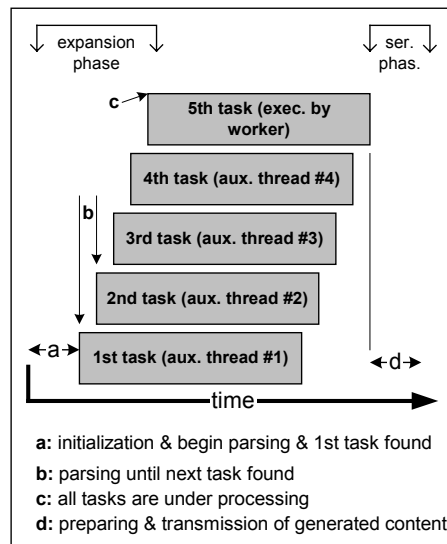 expansion
phase
ser.
phas.
c
5th task (exec. by
worker)
4th task (aux. thread #4)
b
3rd task (aux. thread #3)
2nd task (aux. thread #2)
a
1st task (aux. thread #1)
d
time
a: initialization & begin parsing & 1st task found
b: parsing until next task found
c: all tasks are under processing
d: preparing & transmission of generated content